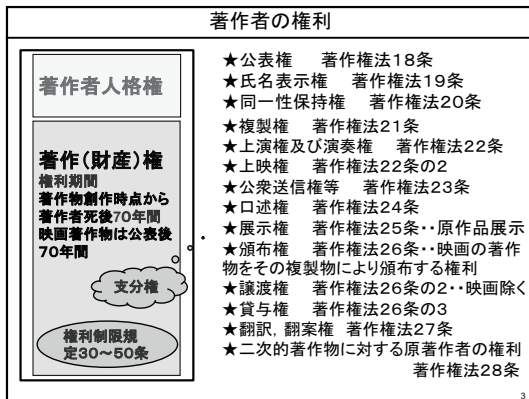 著作者の権利
著作者人格権
著作(財産)権
権利期間
著作物創作時点から
著作者死後70年間
映画著作物は公表後
70年間
支分権
権利制限規
定30～50条
★公表権　著作権法18条
★氏名表示権　著作権法19条
★同一性保持権　著作権法20条
★複製権　著作権法21条
★上演権及び演奏権　著作権法22条
★上映権　著作権法22条の2
★公衆送信権等　著作権法23条
★口述権　著作権法24条
★展示権　著作権法25条･･原作品展示
★頒布権　著作権法26条･･映画の著作
物をその複製物により頒布する権利
★譲渡権　著作権法26条の2･･映画除く
★貸与権　著作権法26条の3
★翻訳，翻案権　著作権法27条
★二次的著作物に対する原著作者の権利
著作権法28条
3